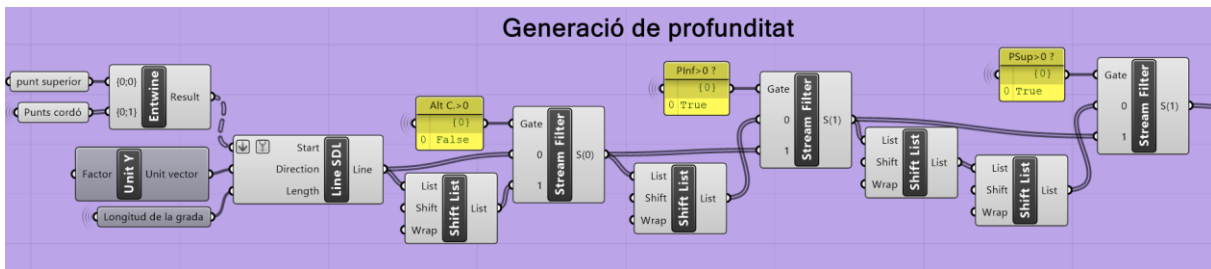 Generació de profunditat
punt superior
Punts cordó
{0;0}
{0;1}
Entwine
Result
Factor
Unit Y
Unit vector
Longitud de la grada
Start
Direction
Length
Line SDL
Line
Alt C.>0
{0}
0 False
List
Shift
Wrap
Shift List
List
Gate
0
1
Stream Filter
S(0)
List
Shift
Wrap
Shift List
List
PInf>0 ?
{0}
0 True
Gate
0
1
Stream Filter
S(1)
List
Shift
Wrap
Shift List
List
List
Shift
Wrap
Shift List
List
PSup>0 ?
{0}
0 True
Gate
0
1
Stream Filter
S(1)